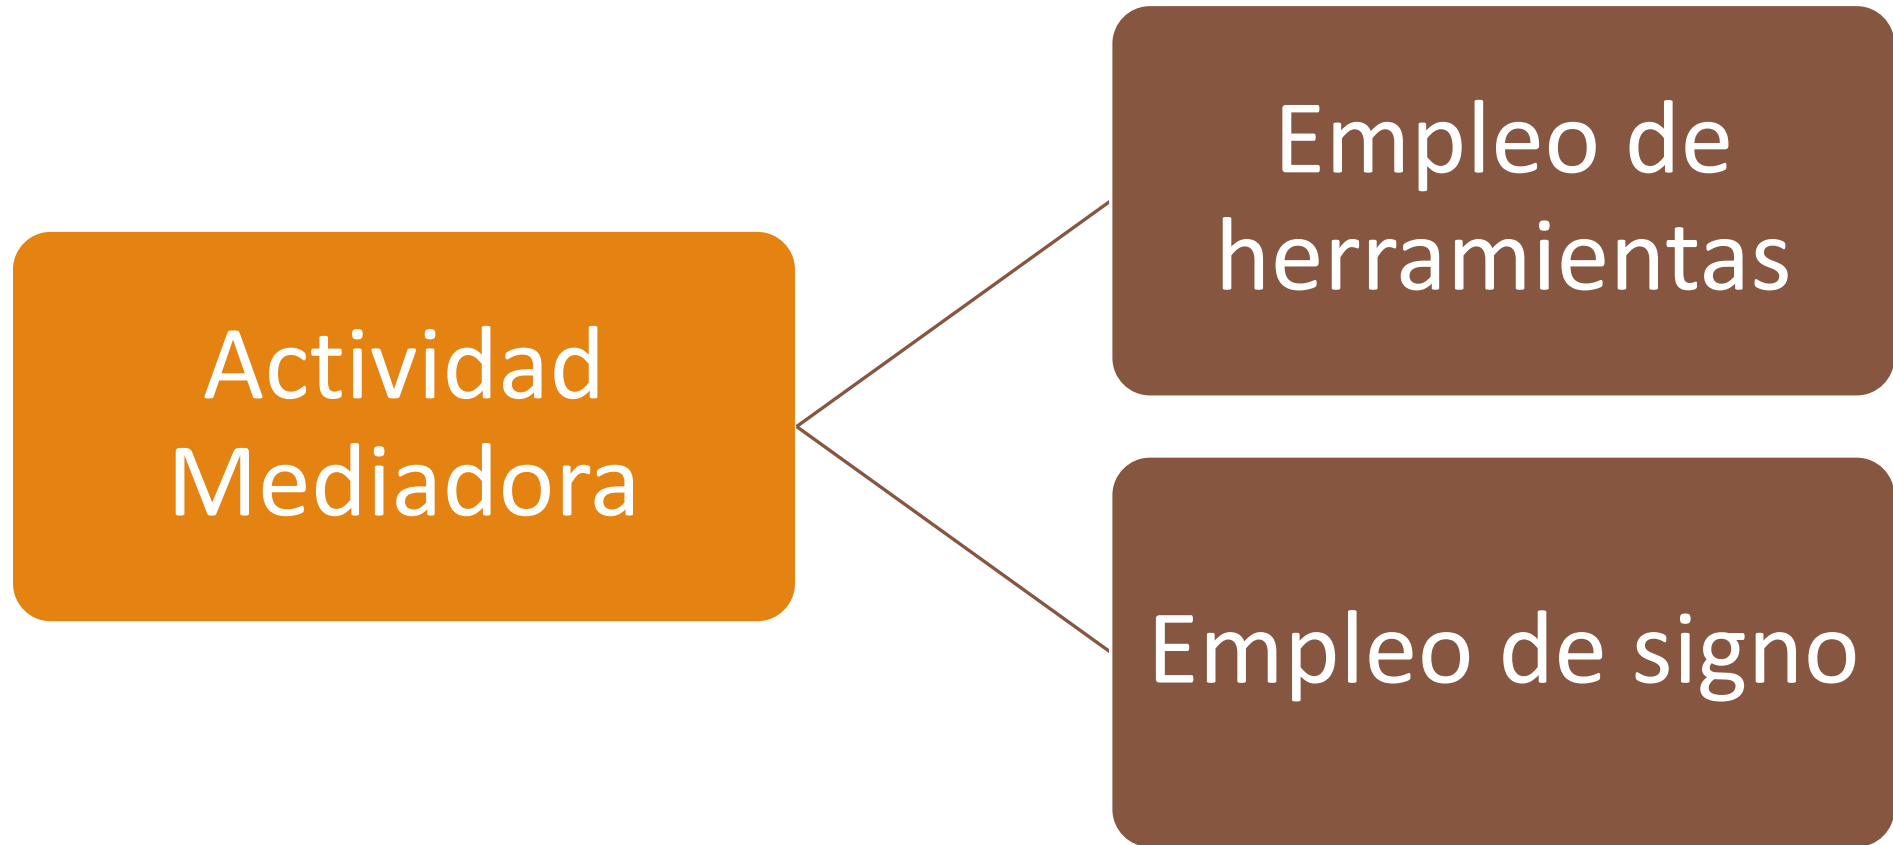 Actividad
Mediadora
Empleo de
herramientas
Empleo de signo